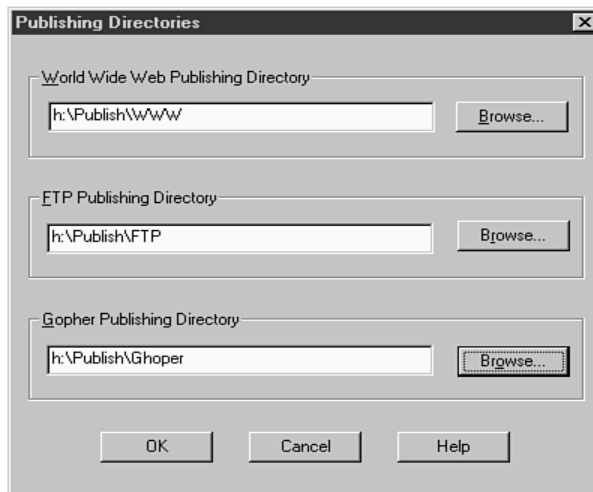 Publishing Directories
World Wide Web Publishing Directory
h:\Publish\WWW
Browse...
FTP Publishing Directory
h:\Publish\FTP
Browse...
Gopher Publishing Directory
h:\Publish\Ghoper
Browse...
OK
Cancel
Help